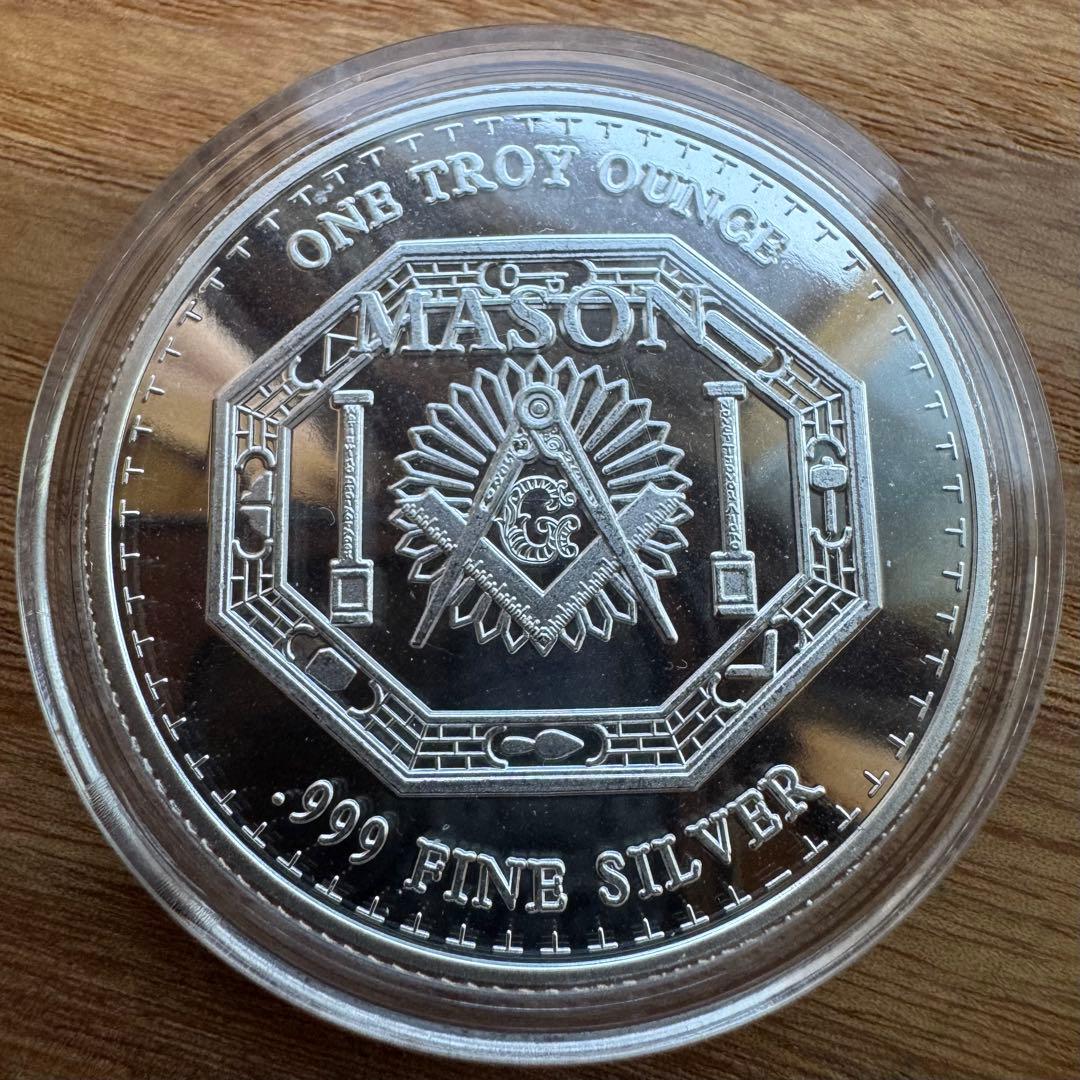 ONE TROY OUNCE
MASON
G
.999 FINE SILVER